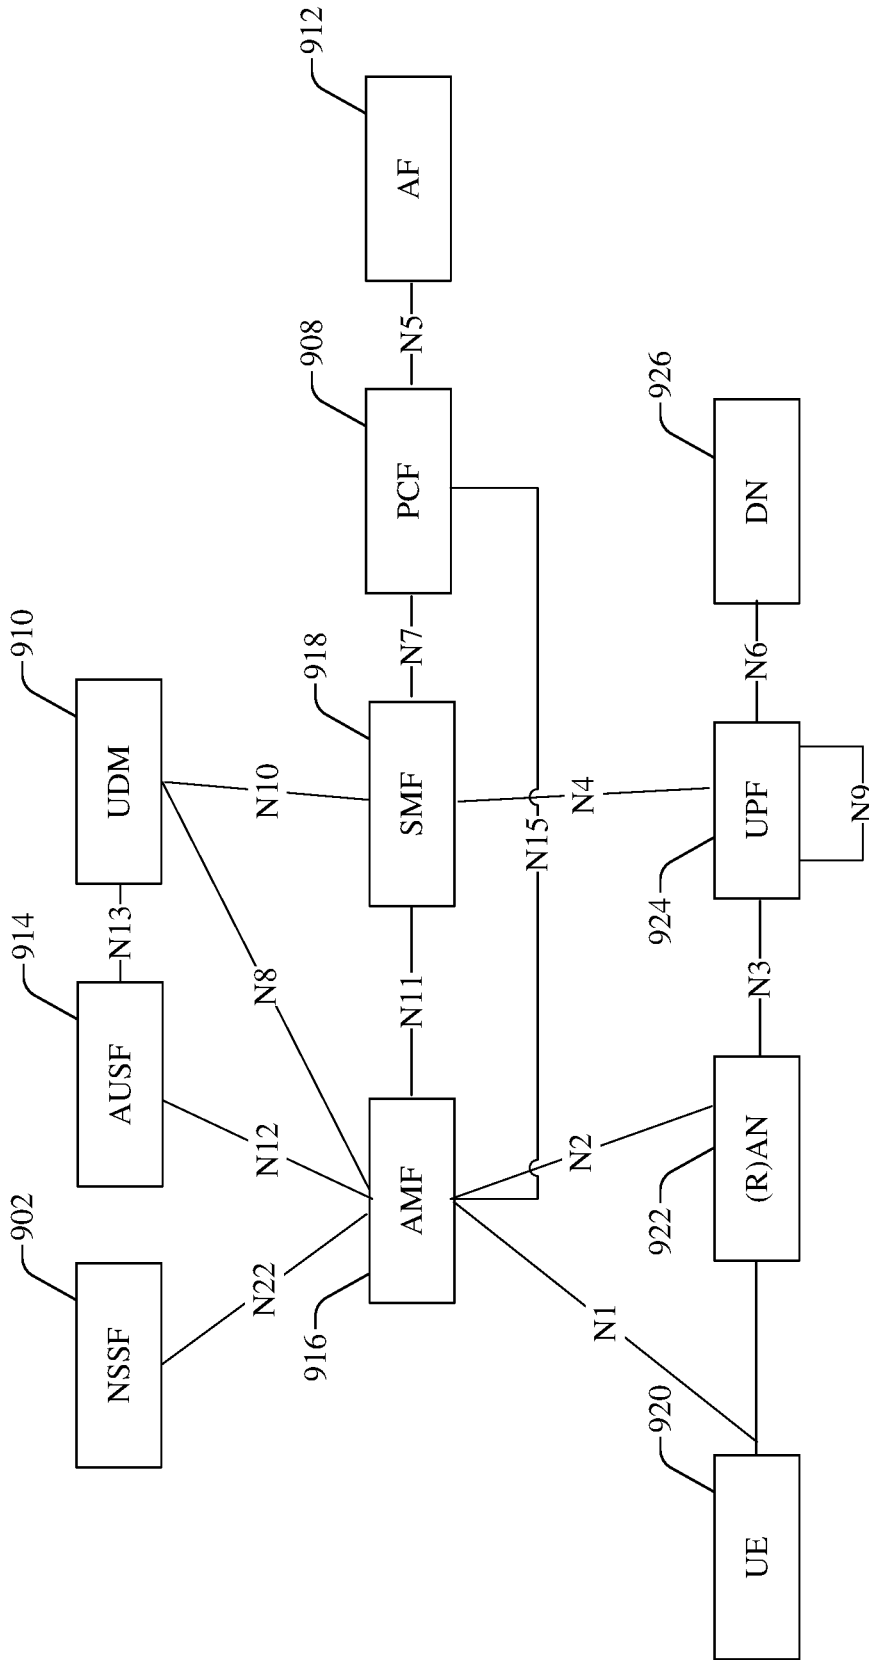 902
NSSF
914
AUSF
N13
910
UDM
N22
N12
N8
N10
916
AMF
N11
918
SMF
N7
908
PCF
N5
912
AF
N15
N1
N2
N4
920
UE
922
(R)AN
N3
924
UPF
N6
926
DN
N9